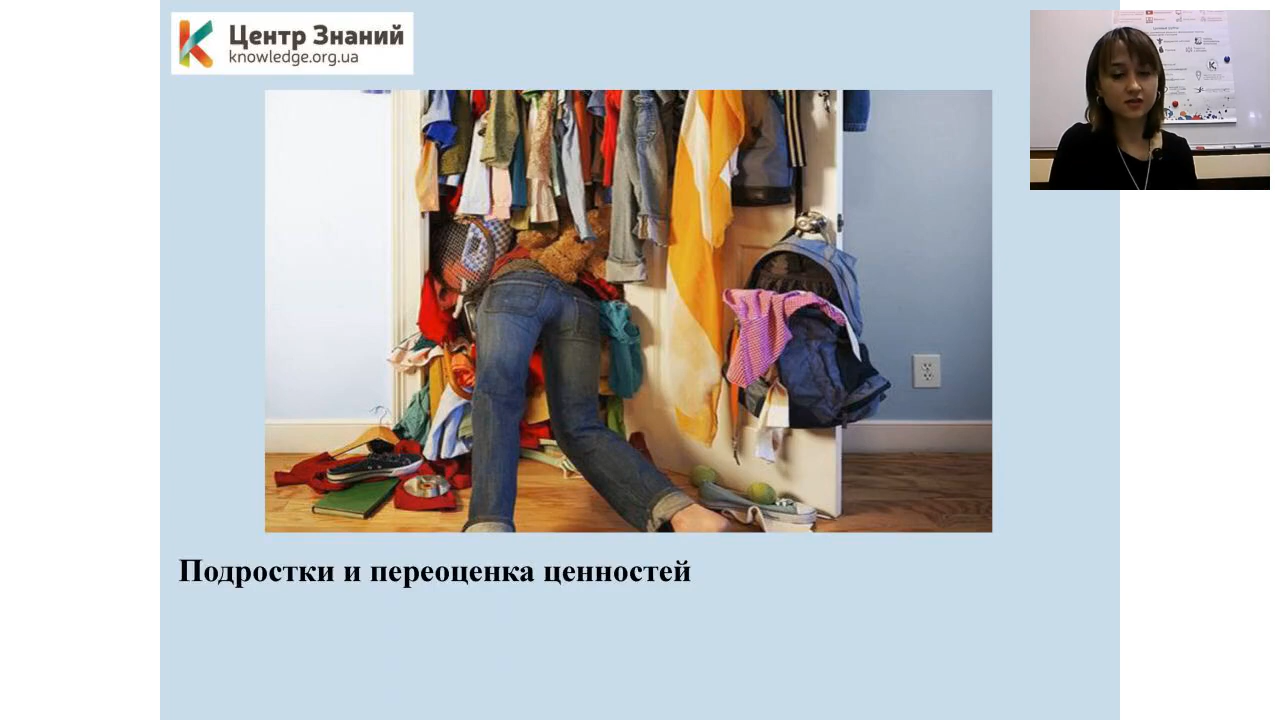 Центр Знаний
knowledge.org.ua
Подростки и переоценка ценностей